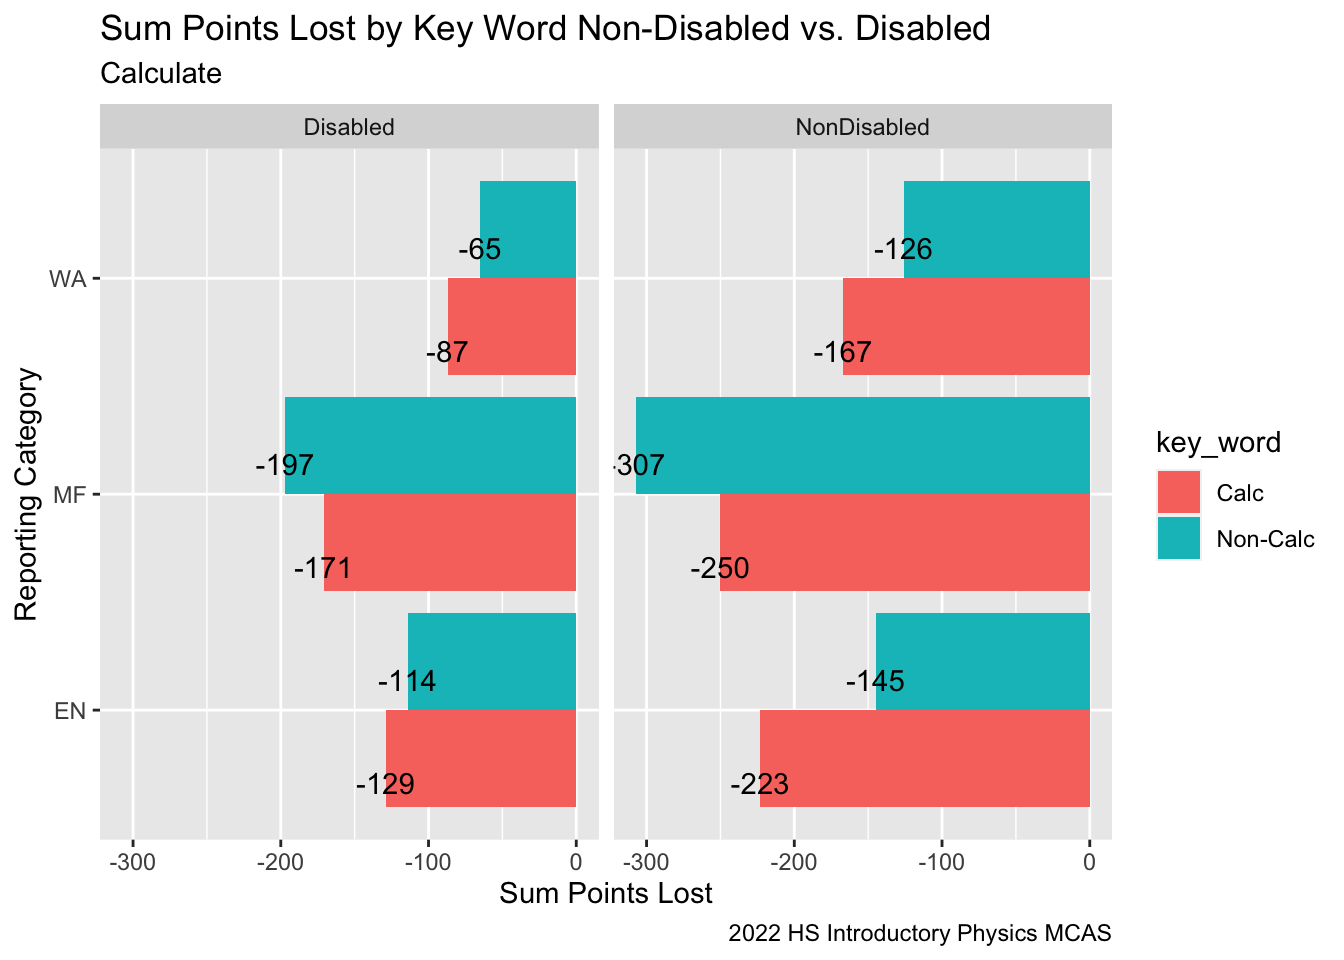 Sum Points Lost by Key Word Non-Disabled vs. Disabled
Calculate
Disabled
NonDisabled
Reporting Category
WA
MF
EN
-65
-87
-197
-171
-114
-129
-126
-167
-307
-250
-145
-223
key_word
Calc
Non-Calc
-300 -200 -100 0
-300 -200 -100 0
Sum Points Lost
2022 HS Introductory Physics MCAS